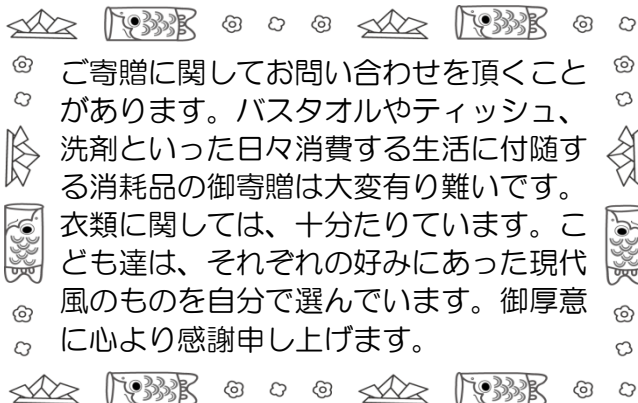 ご寄贈に関してお問い合わせを頂くこと
があります。バスタオルやティッシュ、
洗剤といった日々消費する生活に付随す
る消耗品の御寄贈は大変有り難いです。
衣類に関しては、十分たりています。こ
ども達は、それぞれの好みにあった現代
風のものを自分で選んでいます。御厚意
に心より感謝申し上げます。